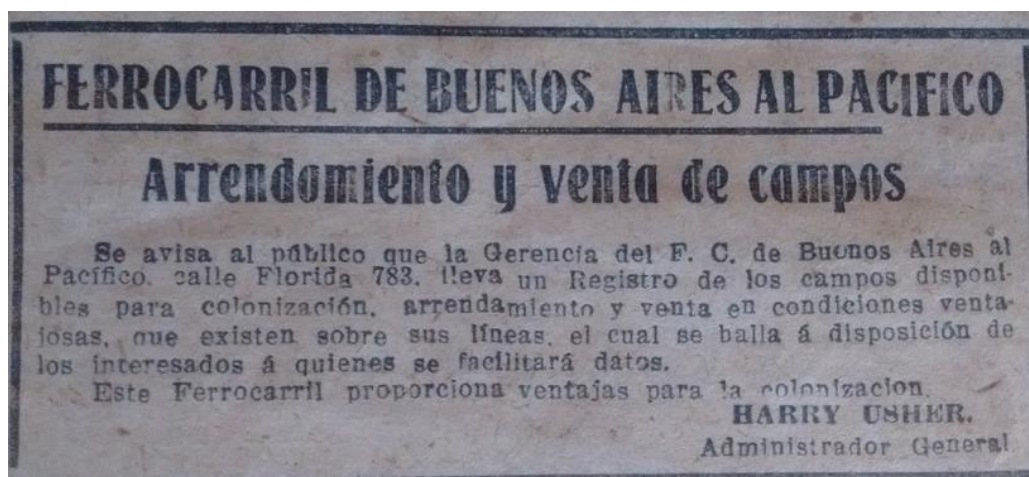 FERROCARRIL DE BUENOS AIRES AL PACIFICO
Arrendamiento y venta de campos
Se avisa al público que la Gerencia del F. C. de Buenos Aires al
Pacífico, calle Florida 783, lleva un Registro de los campos disponi-
bles para colonización, arrendamiento y venta en condiciones venta-
josas, que existen sobre sus líneas, el cual se halla á disposición de
los interesados á quienes se facilitará datos.
Este Ferrocarril proporciona ventajas para la colonizacion.
HARRY USHER.
Administrador General